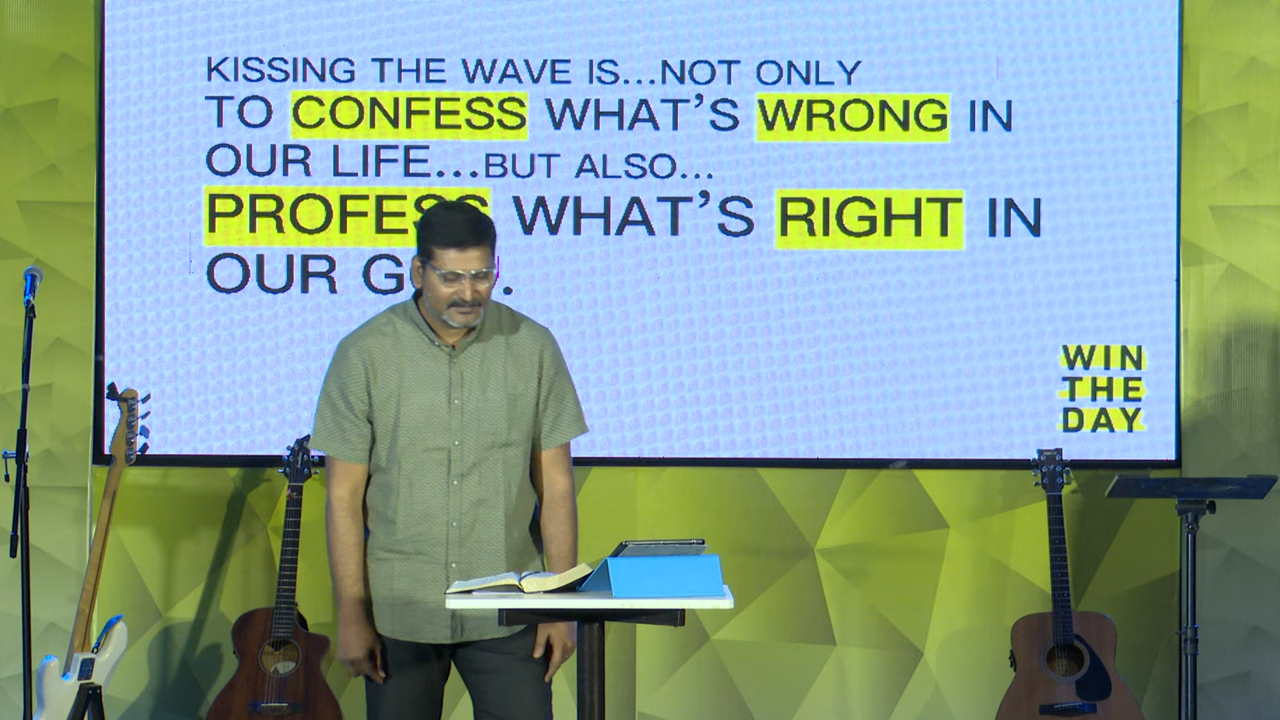 KISSING THE WAVE IS...NOT ONLY
TO CONFESS WHAT'S WRONG IN
OUR LIFE...BUT ALSO...
PROFESS WHAT'S RIGHT IN
OUR
WIN
THE
DAY